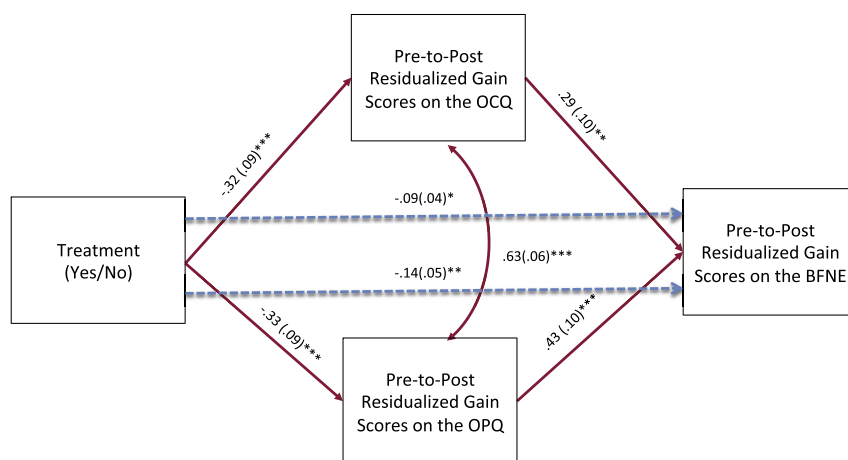 Pre-to-Post
Residualized Gain
Scores on the OCQ
-.32 (.09)***
.29 (.10)**
-.09(.04)*
Treatment
(Yes/No)
.63(.06)***
Pre-to-Post
Residualized Gain
Scores on the BFNE
-.14(.05)**
-.33 (.09)***
.43 (.10)***
Pre-to-Post
Residualized Gain
Scores on the OPQ